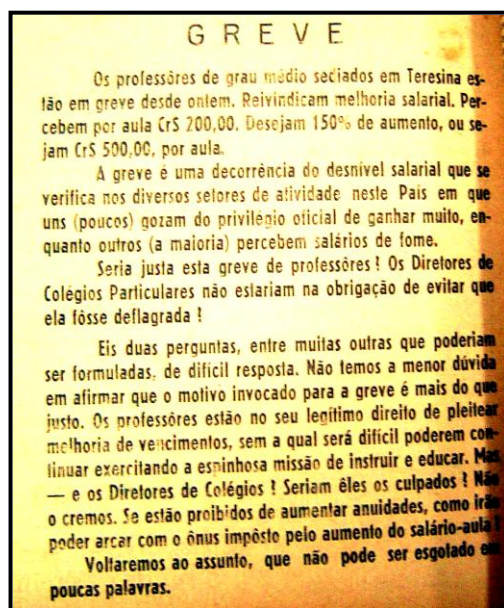 G R E V E
Os professôres de grau médio sediados em Teresina es-
tão em greve desde ontem. Reivindicam melhoria salarial. Per-
cebem por aula CrS 200,00. Desejam 150% de aumento, ou se-
jam CrS 500,00, por aula.
A greve é uma decorrência do desnível salarial que se
verifica nos diversos setores de atividade neste País em que
uns (poucos) gozam do privilégio oficial de ganhar muito, en-
quanto outros (a maioria) percebem salários de fome.
Seria justa esta greve de professôres ? Os Diretores de
Colégios Particulares não estariam na obrigação de evitar que
ela fôsse deflagrada ?
Eis duas perguntas, entre muitas outras que poderiam
ser formuladas, de difícil resposta. Não temos a menor dúvida
em afirmar que o motivo invocado para a greve é mais do que
justo. Os professôres estão no seu legítimo direito de pleitear
melhoria de vencimentos, sem a qual será difícil poderem con-
tinuar exercitando a espinhosa missão de instruir e educar. Mas
— e os Diretores de Colégios ? Seriam êles os culpados ? Não
o cremos. Se estão proibidos de aumentar anuidades, como irão
poder arcar com o ônus impôsto pelo aumento do salário-aula
Voltaremos ao assunto, que não pode ser esgotado em
poucas palavras.